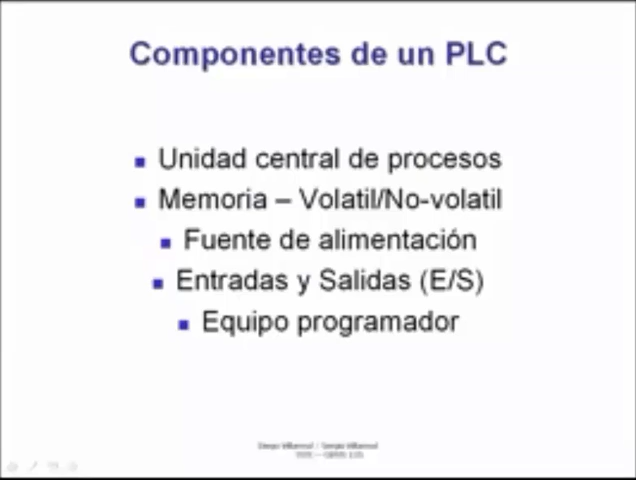 Componentes de un PLC
Unidad central de procesos
Memoria – Volatil/No-volatil
Fuente de alimentación
Entradas y Salidas (E/S)
Equipo programador